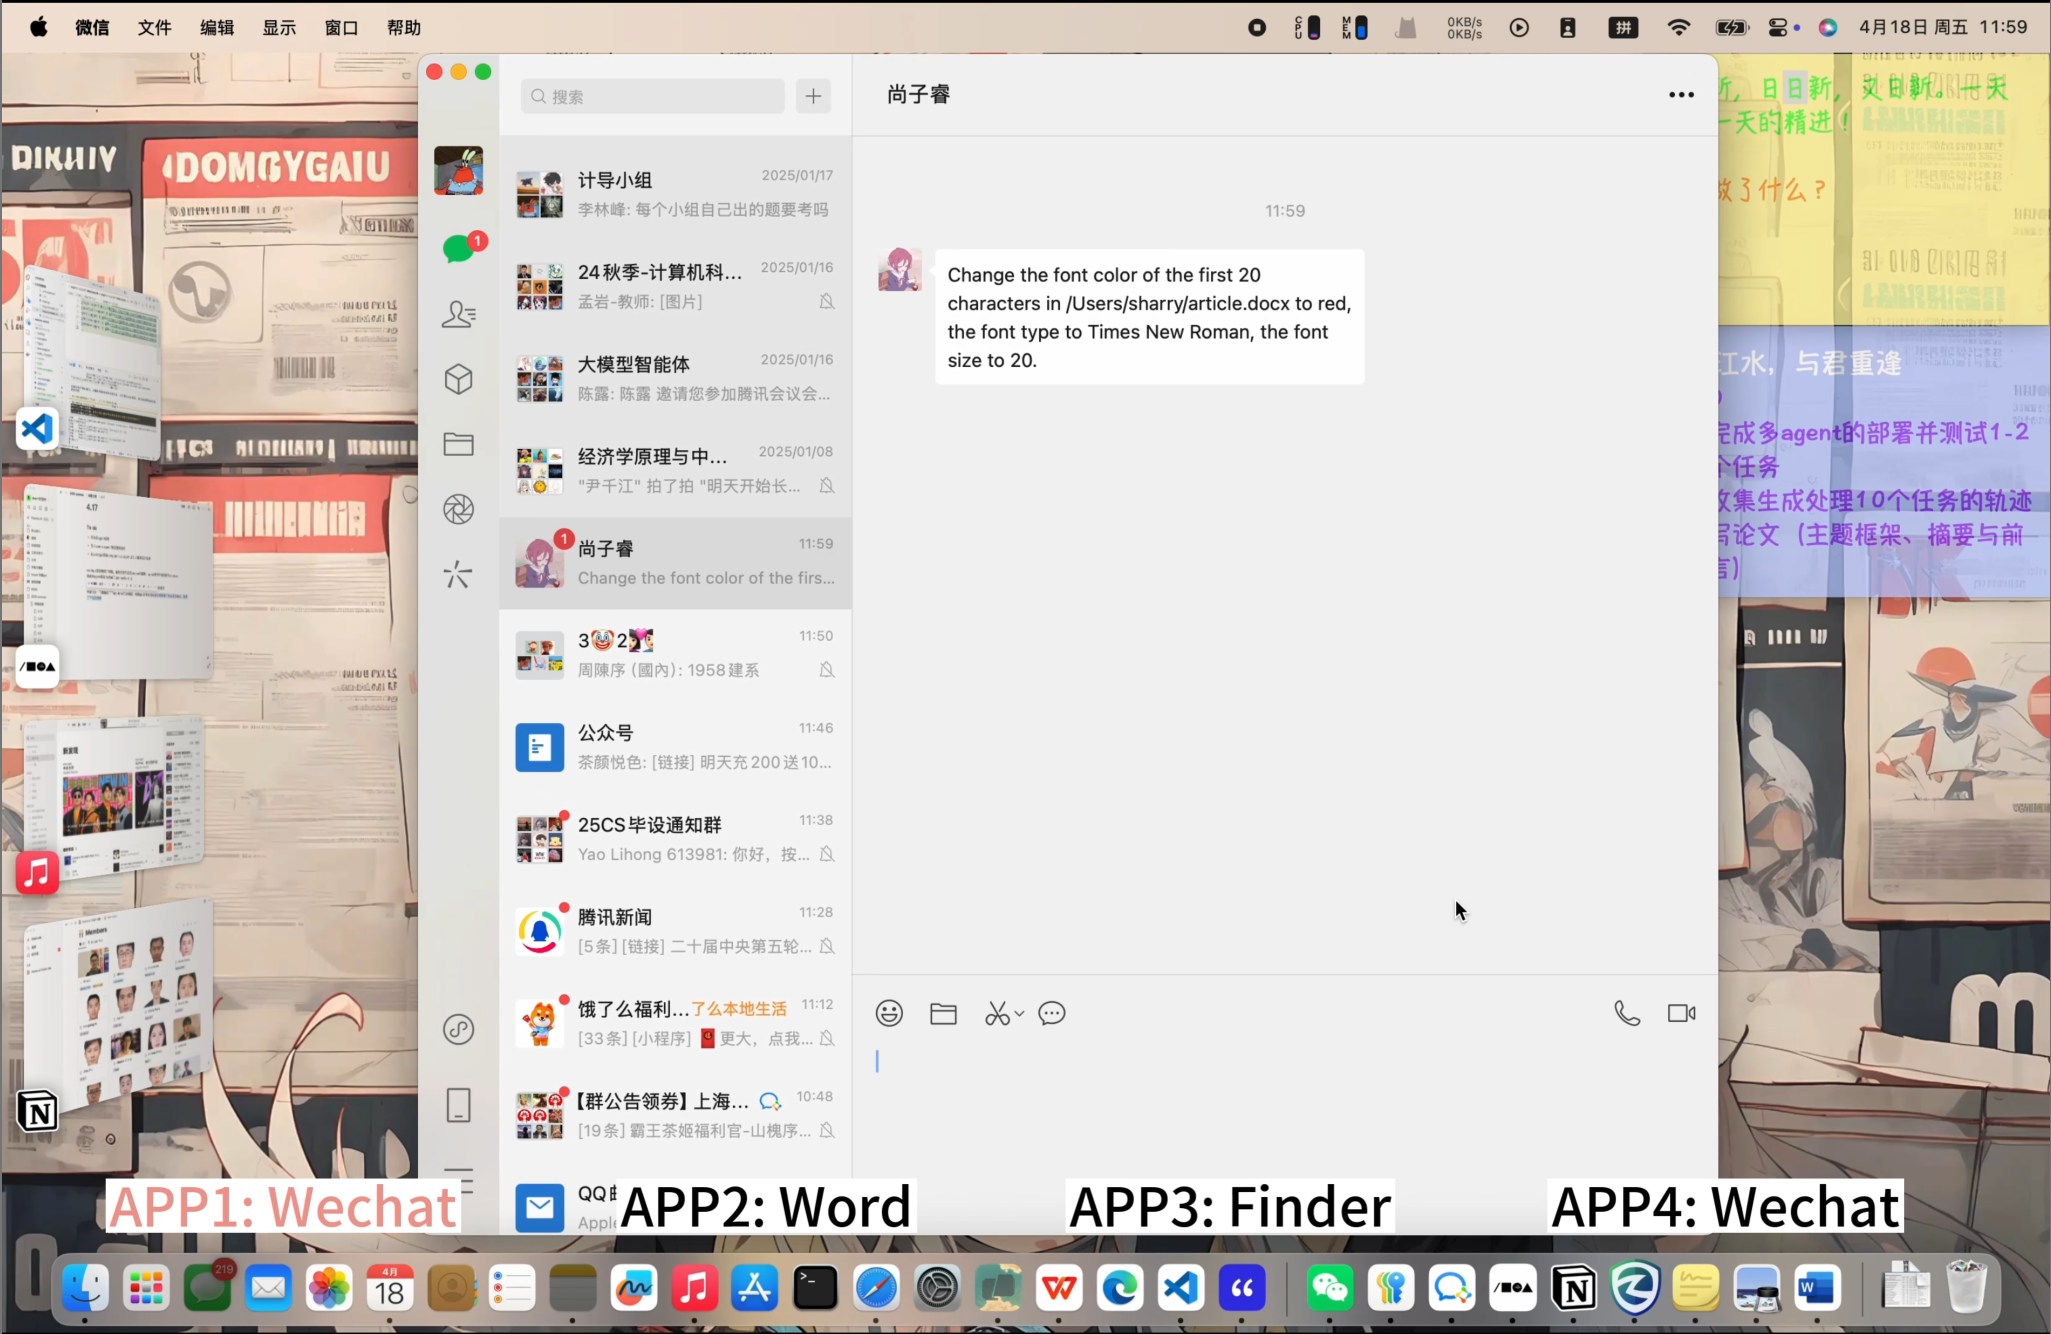 微信 文件 编辑 显示 窗口 帮助
CPU MEM 0KB/s 0KB/s 拼 4月18日 周五 11:59
DOMGYGAIU
搜索
尚子睿
计导小组 2025/01/17
李林峰: 每个小组自己出的题要考吗
24秋季-计算机科... 2025/01/16
孟岩-教师: [图片]
大模型智能体 2025/01/16
陈露: 陈露 邀请您参加腾讯会议会...
经济学原理与中... 2025/01/08
"尹千江" 拍了拍 "明天开始长...
1
尚子睿 11:59
Change the font color of the firs...
3🤡2 11:50
周陳序 (國內): 1958建系
公众号 11:46
茶颜悦色: [链接] 明天充200送10...
25CS毕设通知群 11:38
Yao Lihong 613981: 你好，按...
腾讯新闻 11:28
[5条] [链接] 二十届中央第五轮...
饿了么福利...了么本地生活 11:12
[33条] [小程序] 🧧更大，点我...
【群公告领券】上海... 10:48
[19条] 霸王茶姬福利官-山槐序...
QQ
Apple
11:59
Change the font color of the first 20
characters in /Users/sharry/article.docx to red,
the font type to Times New Roman, the font
size to 20.
新，日日新，又日新。一天
一天的精进！
做了什么？
江水，与君重逢
完成多agent的部署并测试1-2
个任务
收集生成处理10个任务的轨迹
写论文（主题框架、摘要与前
言）
4.17
Members
APP1: Wechat APP2: Word APP3: Finder APP4: Wechat
219
4月
18